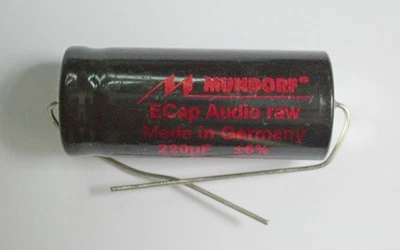 MUNDORF®
ECap Audio raw
Made in Germany
220µF ±5%